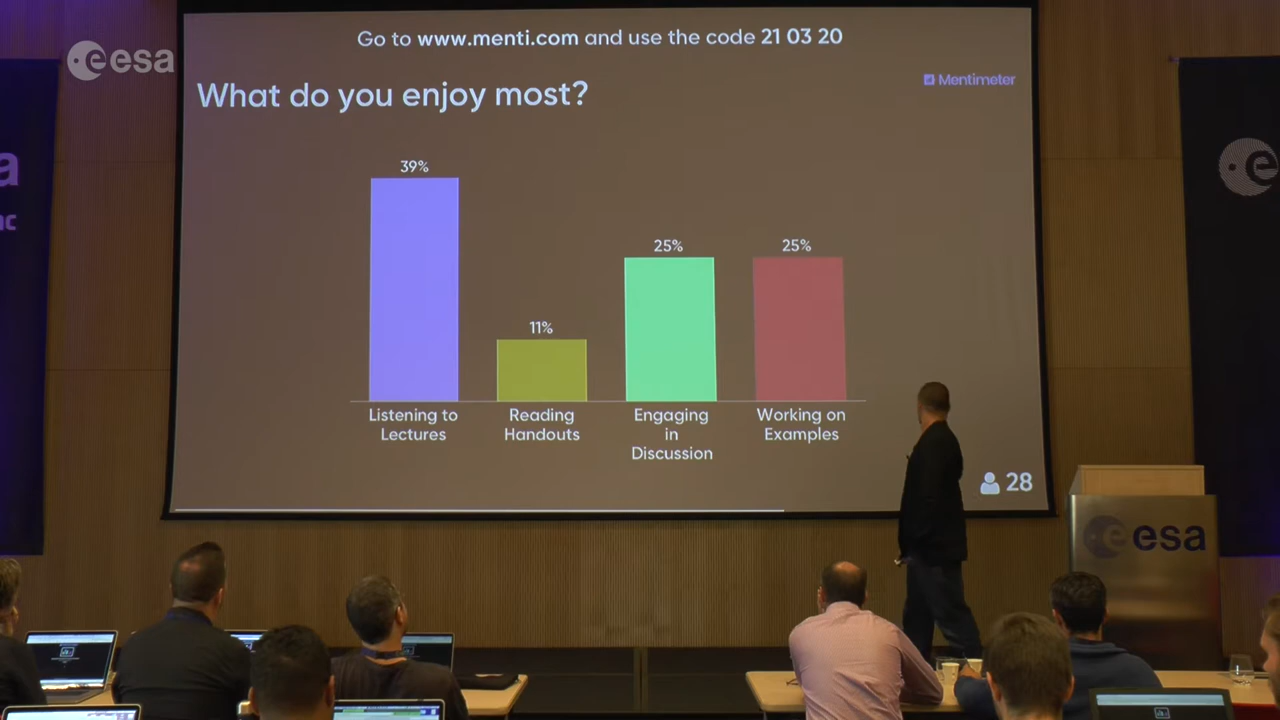 Go to www.menti.com and use the code 21 03 20
esa
Mentimeter
What do you enjoy most?
39%
25%
25%
11%
Listening to
Lectures
Reading
Handouts
Engaging
in
Discussion
Working on
Examples
28
esa